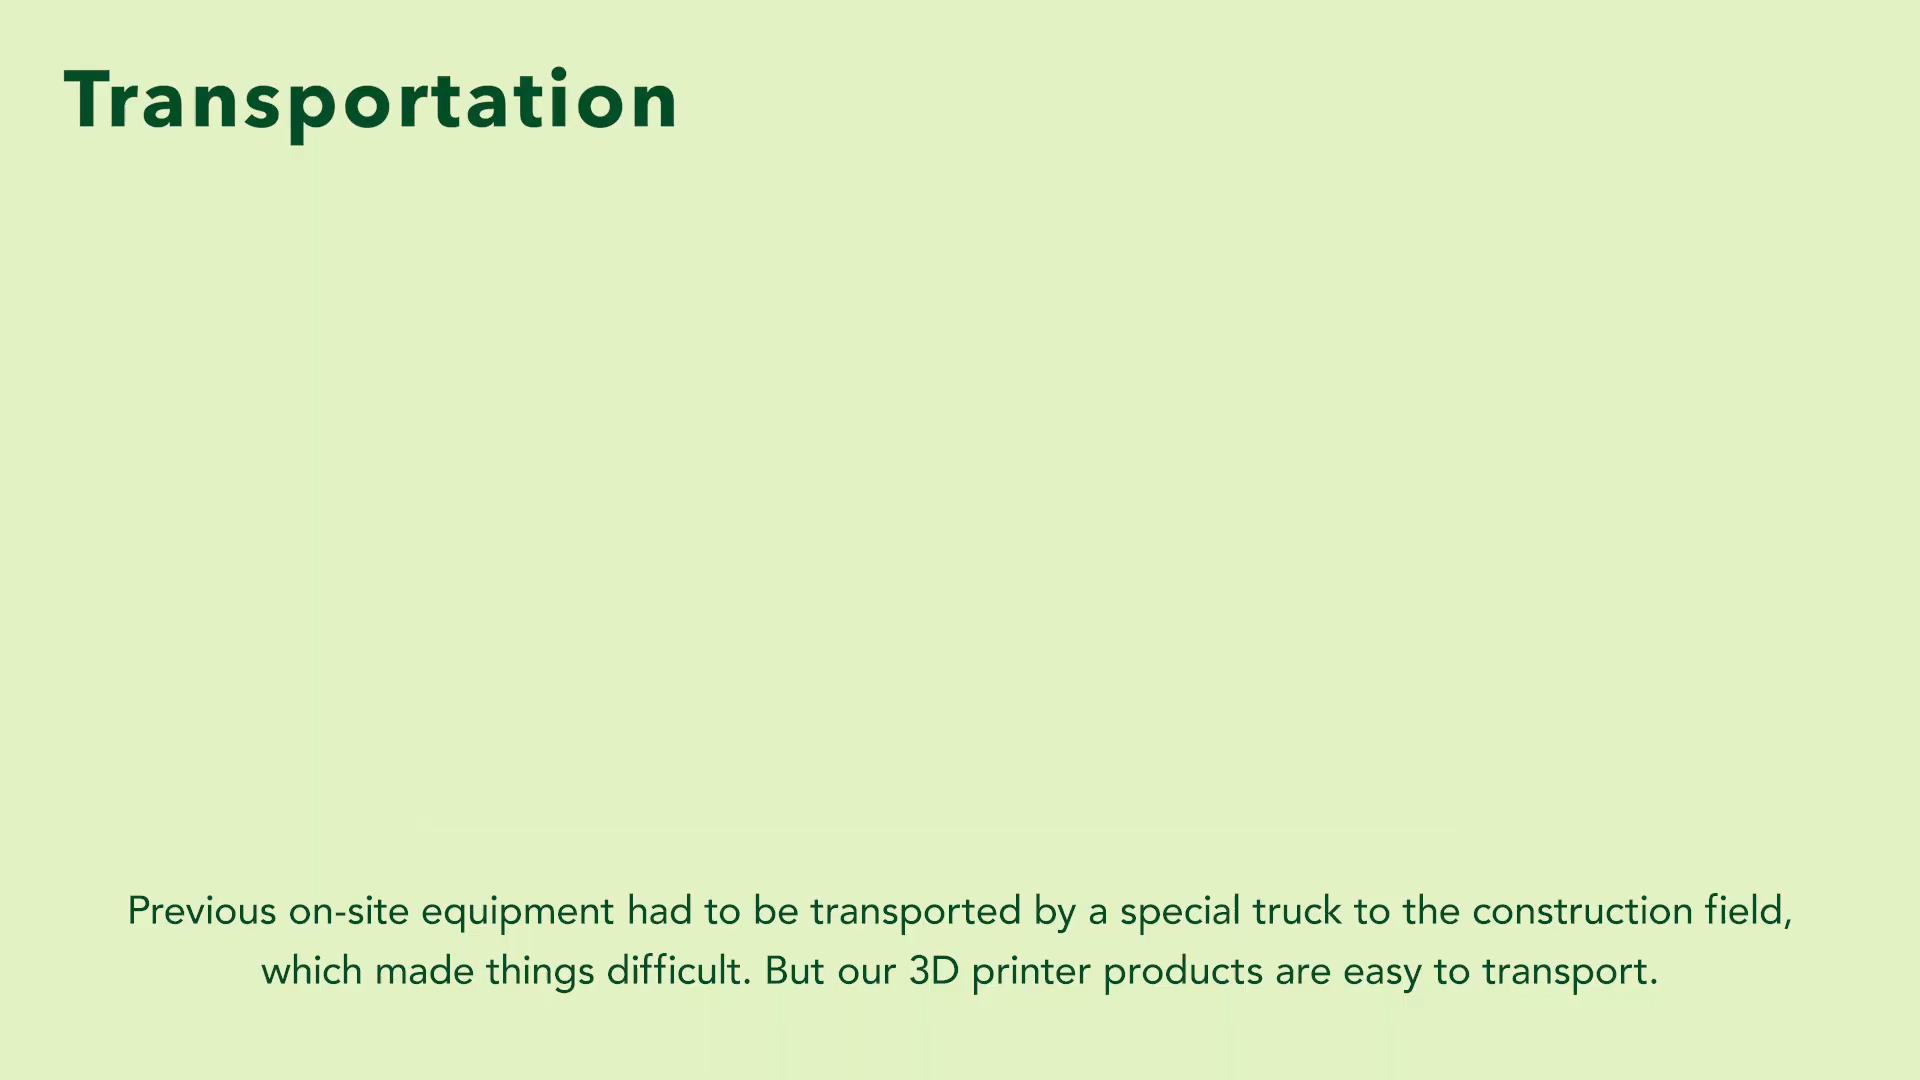 Transportation
Previous on-site equipment had to be transported by a special truck to the construction field,
which made things difficult. But our 3D printer products are easy to transport.